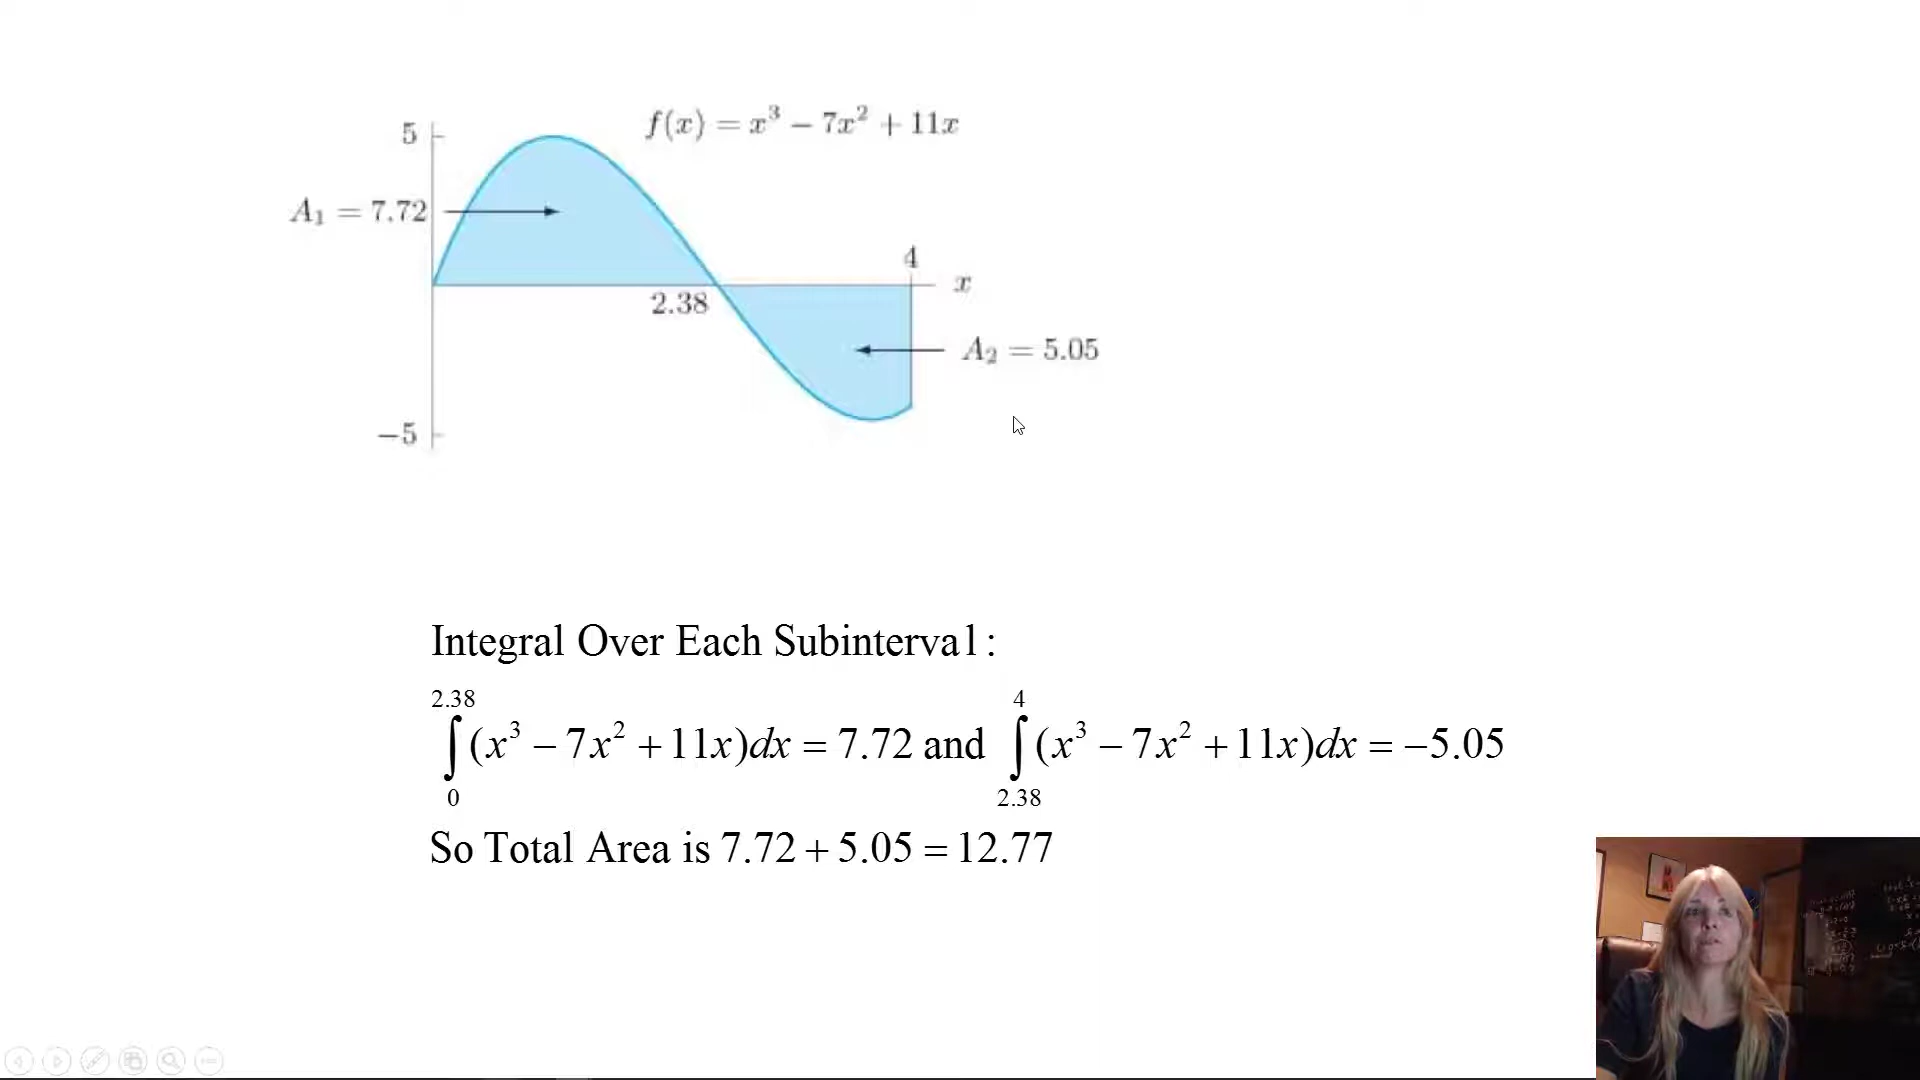 f(x) = x³ − 7x² + 11x
5
A₁ = 7.72
4
x
2.38
A₂ = 5.05
−5
Integral Over Each Subinterval:
∫₀^2.38 (x³ − 7x² + 11x)dx = 7.72 and ∫_2.38^4 (x³ − 7x² + 11x)dx = −5.05
So Total Area is 7.72 + 5.05 = 12.77